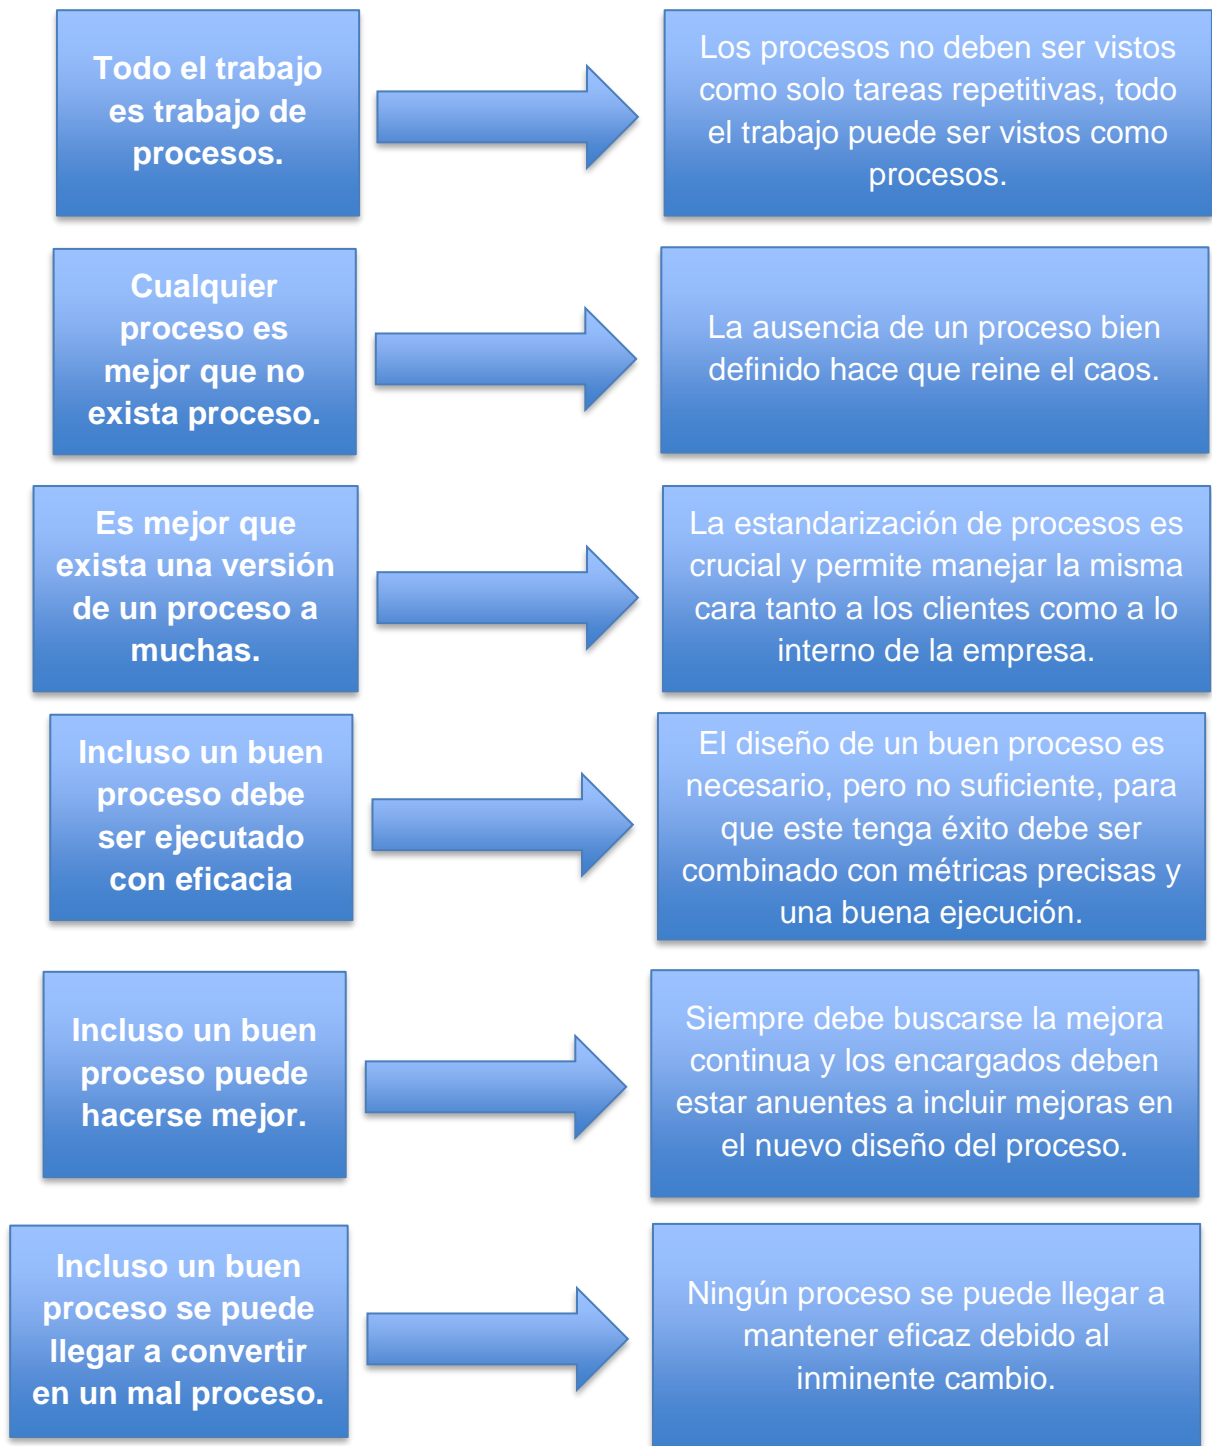 Todo el trabajo
es trabajo de
procesos.
Los procesos no deben ser vistos
como solo tareas repetitivas, todo
el trabajo puede ser vistos como
procesos.
Cualquier
proceso es
mejor que no
exista proceso.
La ausencia de un proceso bien
definido hace que reine el caos.
Es mejor que
exista una versión
de un proceso a
muchas.
La estandarización de procesos es
crucial y permite manejar la misma
cara tanto a los clientes como a lo
interno de la empresa.
Incluso un buen
proceso debe
ser ejecutado
con eficacia
El diseño de un buen proceso es
necesario, pero no suficiente, para
que este tenga éxito debe ser
combinado con métricas precisas y
una buena ejecución.
Incluso un buen
proceso puede
hacerse mejor.
Siempre debe buscarse la mejora
continua y los encargados deben
estar anuentes a incluir mejoras en
el nuevo diseño del proceso.
Incluso un buen
proceso se puede
llegar a convertir
en un mal proceso.
Ningún proceso se puede llegar a
mantener eficaz debido al
inminente cambio.